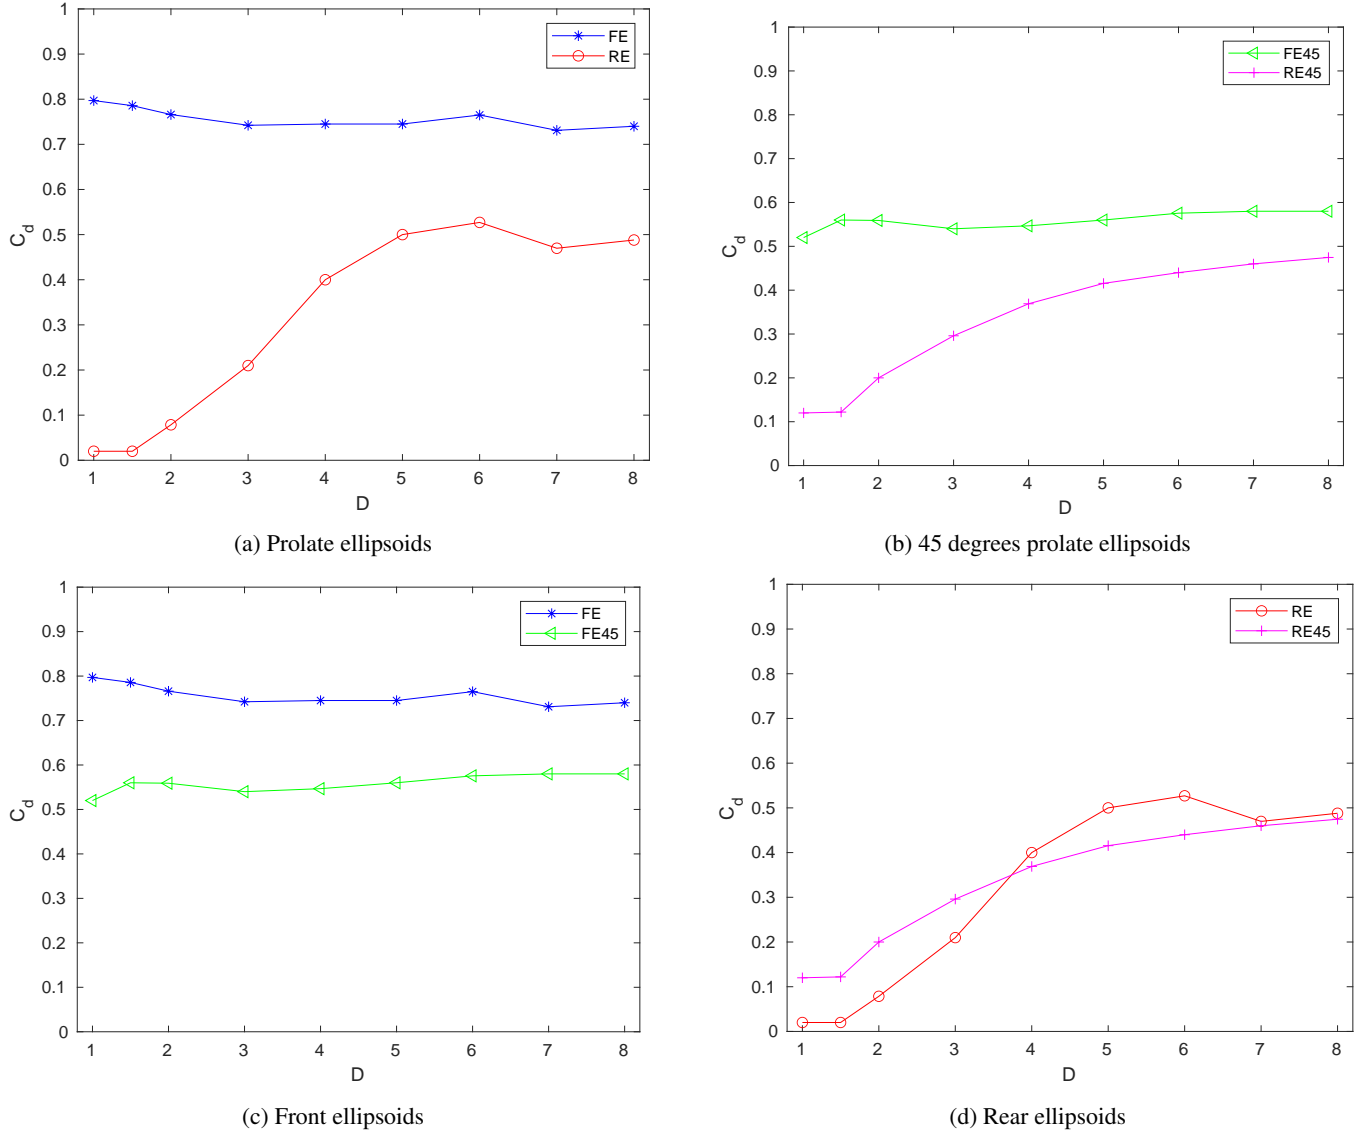 1
0.9
0.8
0.7
0.6
0.5
0.4
0.3
0.2
0.1
0
C_d
1 2 3 4 5 6 7 8
D
FE
RE
(a) Prolate ellipsoids
1
0.9
0.8
0.7
0.6
0.5
0.4
0.3
0.2
0.1
0
C_d
1 2 3 4 5 6 7 8
D
FE45
RE45
(b) 45 degrees prolate ellipsoids
1
0.9
0.8
0.7
0.6
0.5
0.4
0.3
0.2
0.1
0
C_d
1 2 3 4 5 6 7 8
D
FE
FE45
(c) Front ellipsoids
1
0.9
0.8
0.7
0.6
0.5
0.4
0.3
0.2
0.1
0
C_d
1 2 3 4 5 6 7 8
D
RE
RE45
(d) Rear ellipsoids